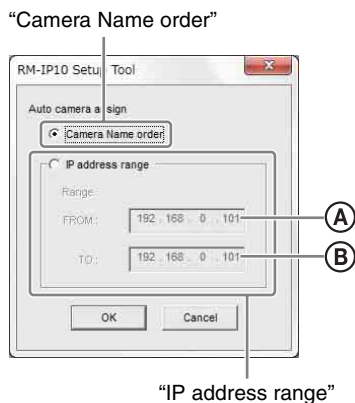 “Camera Name order”
RM-IP10 Setup Tool
Auto camera assign
Camera Name order
IP address range
Range
FROM : 192 . 168 . 0 . 101
A
TO : 192 . 168 . 0 . 101
B
OK Cancel
“IP address range”